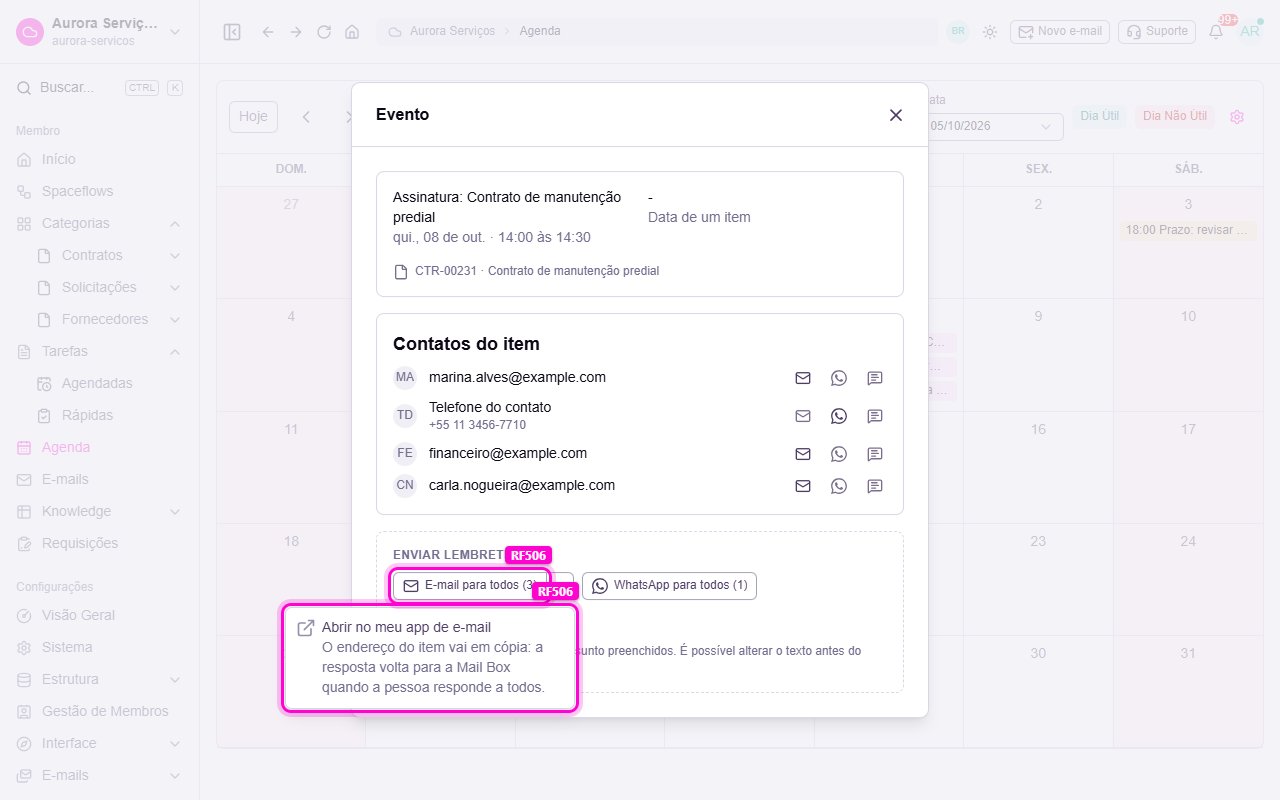 Aurora Serviç...
aurora-servicos
Aurora Serviços
Agenda
BR
Novo e-mail
Suporte
99+
AR
Buscar...
CTRL
K
Membro
Início
Spaceflows
Categorias
Contratos
Solicitações
Fornecedores
Tarefas
Agendadas
Rápidas
Agenda
E-mails
Knowledge
Requisições
Configurações
Visão Geral
Sistema
Estrutura
Gestão de Membros
Interface
E-mails
Hoje
05/10/2026
Dia Útil
Dia Não Útil
DOM.
SEX.
SÁB.
27
2
3
18:00 Prazo: revisar ...
4
9
10
11
16
17
18
23
24
30
31
Evento
Assinatura: Contrato de manutenção
predial
qui., 08 de out. · 14:00 às 14:30
-
Data de um item
CTR-00231 · Contrato de manutenção predial
Contatos do item
MA
marina.alves@example.com
TD
Telefone do contato
+55 11 3456-7710
FE
financeiro@example.com
CN
carla.nogueira@example.com
ENVIAR LEMBRET
RF506
E-mail para todos (3)
RF506
WhatsApp para todos (1)
Abrir no meu app de e-mail
O endereço do item vai em cópia: a
resposta volta para a Mail Box
quando a pessoa responde a todos.
sunto preenchidos. É possível alterar o texto antes do